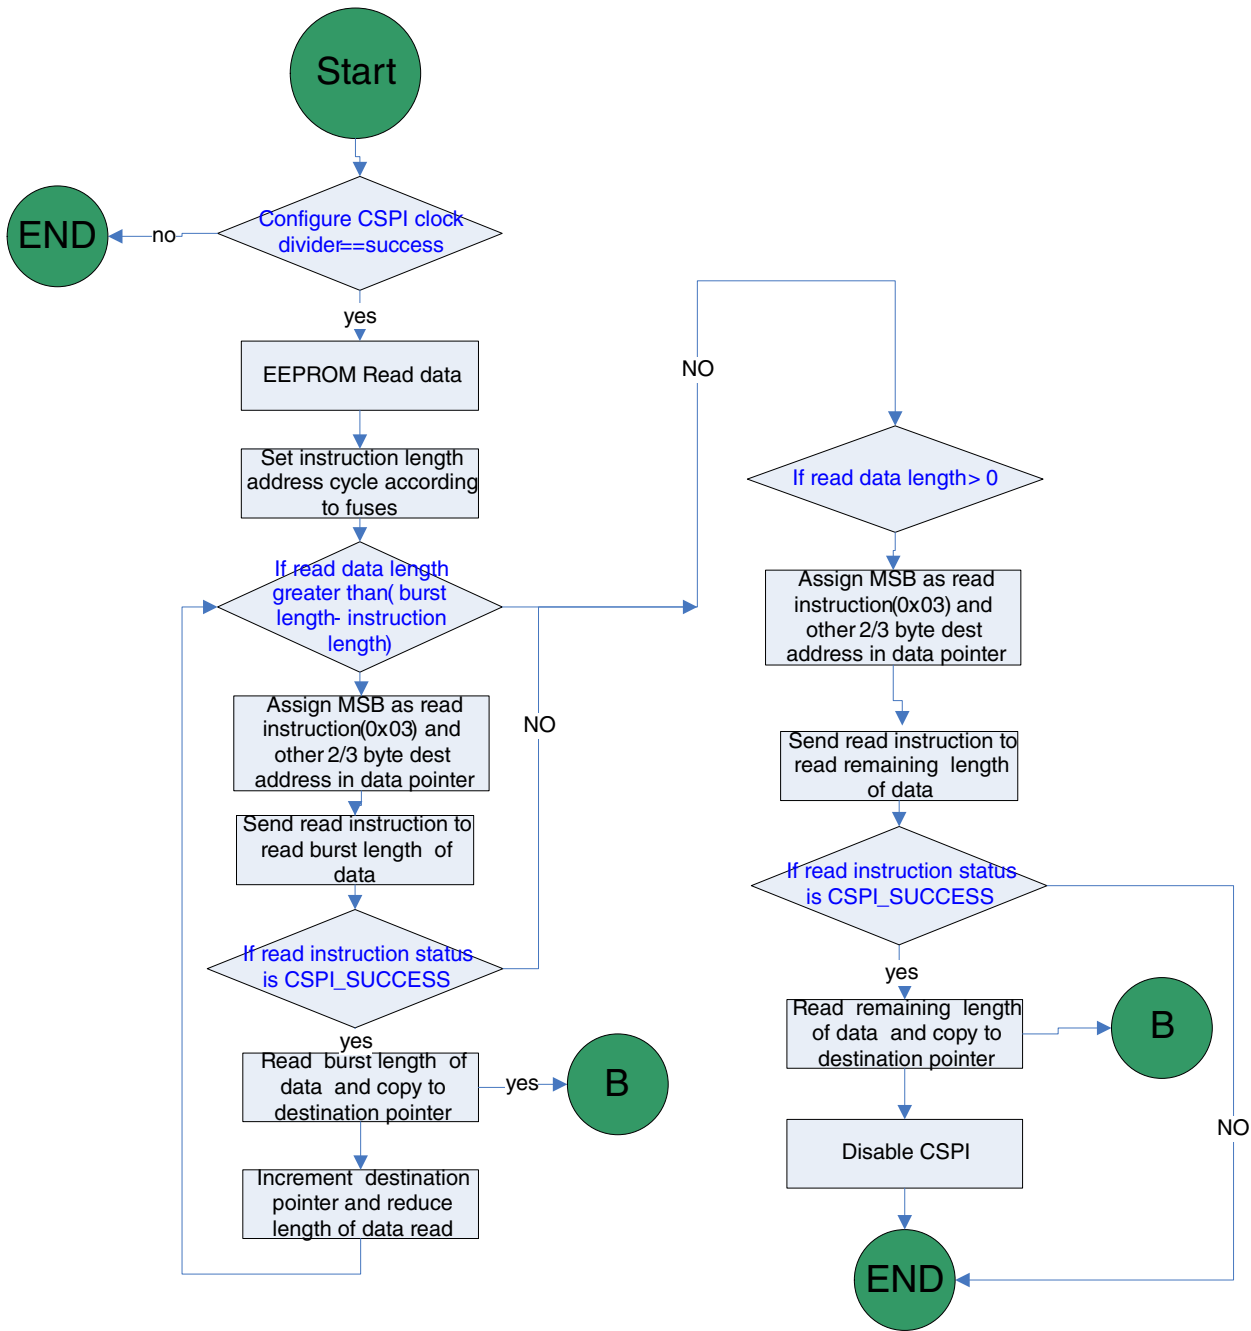 Start
Configure CSPI clock
divider==success
no
END
yes
EEPROM Read data
Set instruction length
address cycle according
to fuses
If read data length
greater than( burst
length- instruction
length)
Assign MSB as read
instruction(0x03) and
other 2/3 byte dest
address in data pointer
Send read instruction to
read burst length of
data
If read instruction status
is CSPI_SUCCESS
NO
yes
Read burst length of
data and copy to
destination pointer
yes
B
Increment destination
pointer and reduce
length of data read
NO
If read data length> 0
Assign MSB as read
instruction(0x03) and
other 2/3 byte dest
address in data pointer
Send read instruction to
read remaining length
of data
If read instruction status
is CSPI_SUCCESS
yes
Read remaining length
of data and copy to
destination pointer
B
NO
Disable CSPI
END